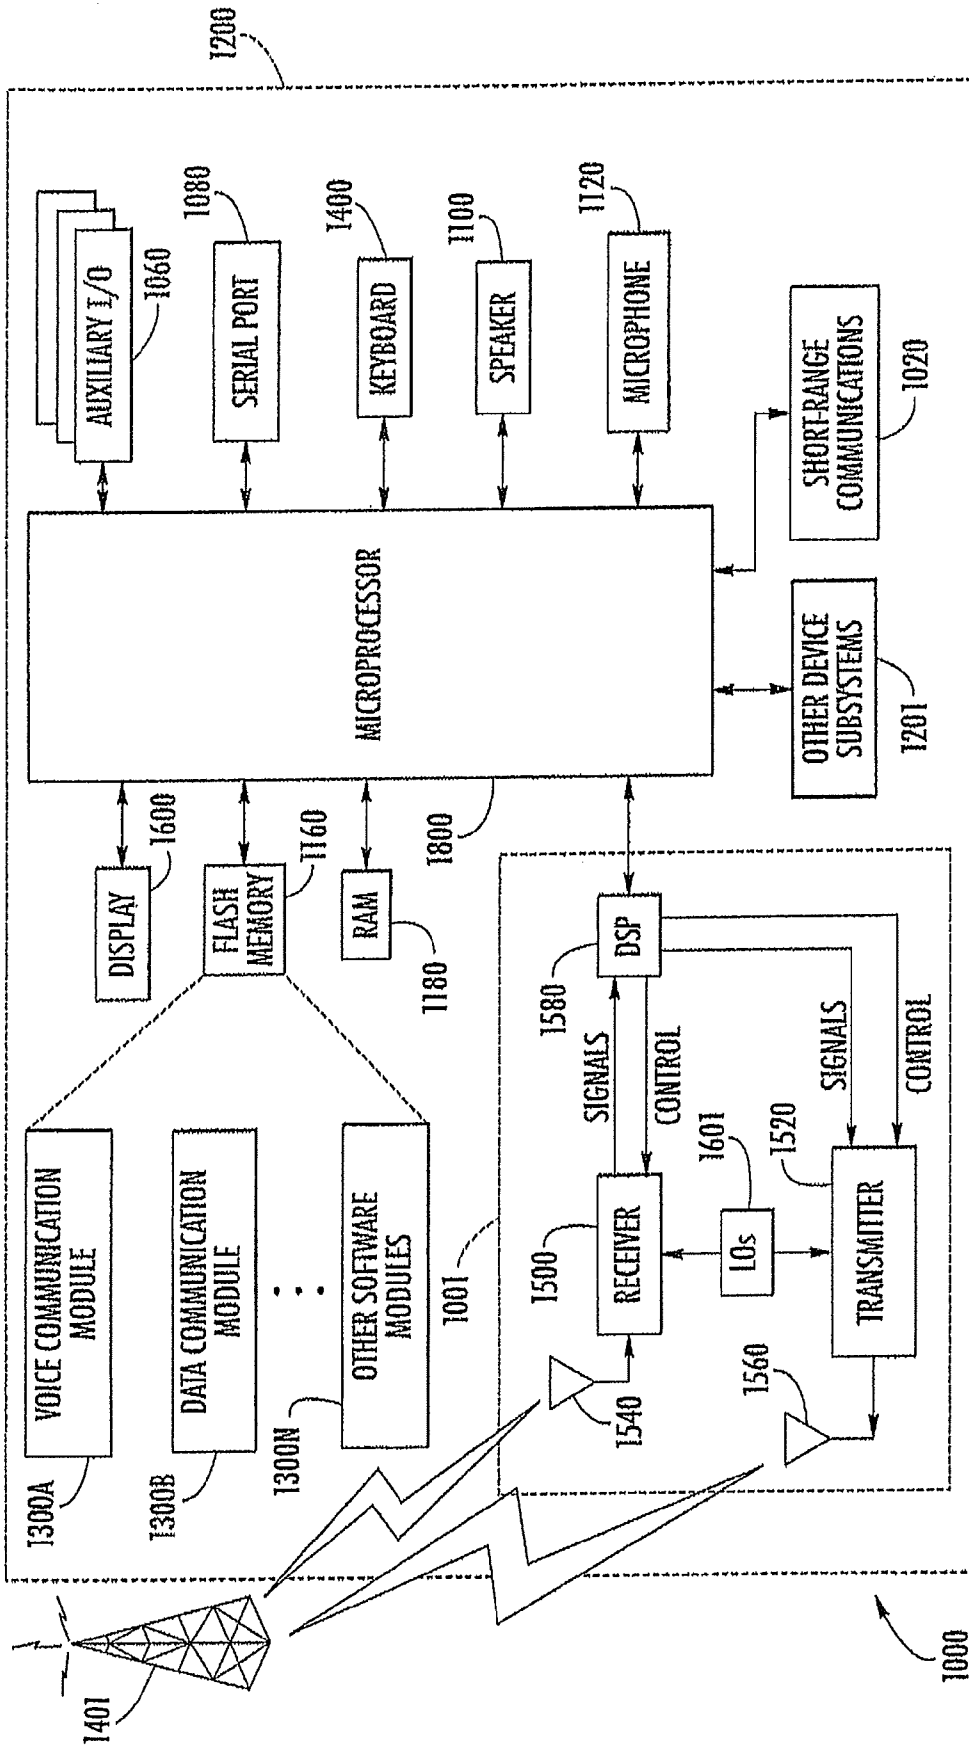 1200
AUXILIARY I/O
1060
SERIAL PORT
1080
KEYBOARD
1400
SPEAKER
1100
MICROPHONE
1120
SHORT-RANGE
COMMUNICATIONS
1020
MICROPROCESSOR
1800
OTHER DEVICE
SUBSYSTEMS
1201
DISPLAY
1600
FLASH
MEMORY
1160
RAM
1180
VOICE COMMUNICATION
MODULE
1300A
DATA COMMUNICATION
MODULE
1300B
OTHER SOFTWARE
MODULES
1300N
1001
DSP
1580
SIGNALS
CONTROL
SIGNALS
CONTROL
RECEIVER
1500
LOs
1601
TRANSMITTER
1520
1540
1560
1401
1000